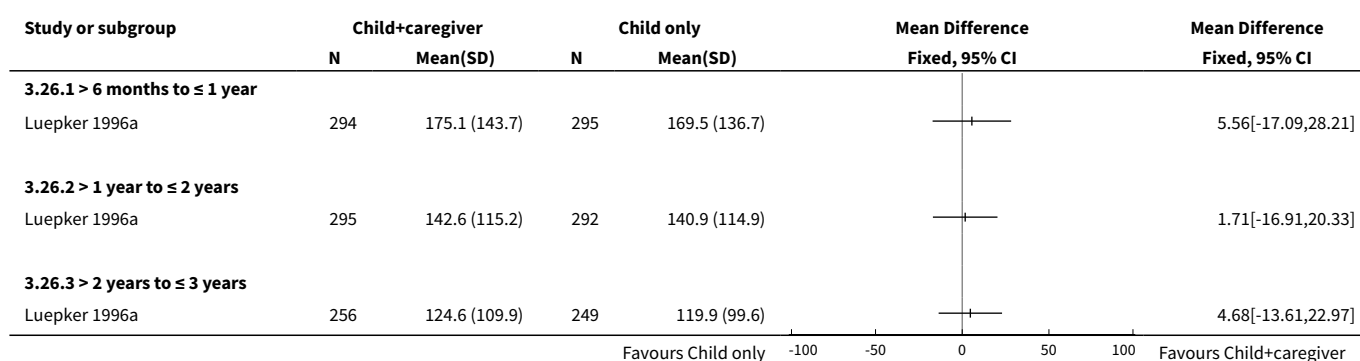 Study or subgroup Child+caregiver Child only Mean Difference Mean Difference
N Mean(SD) N Mean(SD) Fixed, 95% CI Fixed, 95% CI
3.26.1 > 6 months to ≤ 1 year
Luepker 1996a 294 175.1 (143.7) 295 169.5 (136.7) 5.56[-17.09,28.21]
3.26.2 > 1 year to ≤ 2 years
Luepker 1996a 295 142.6 (115.2) 292 140.9 (114.9) 1.71[-16.91,20.33]
3.26.3 > 2 years to ≤ 3 years
Luepker 1996a 256 124.6 (109.9) 249 119.9 (99.6) 4.68[-13.61,22.97]
Favours Child only -100 -50 0 50 100 Favours Child+caregiver